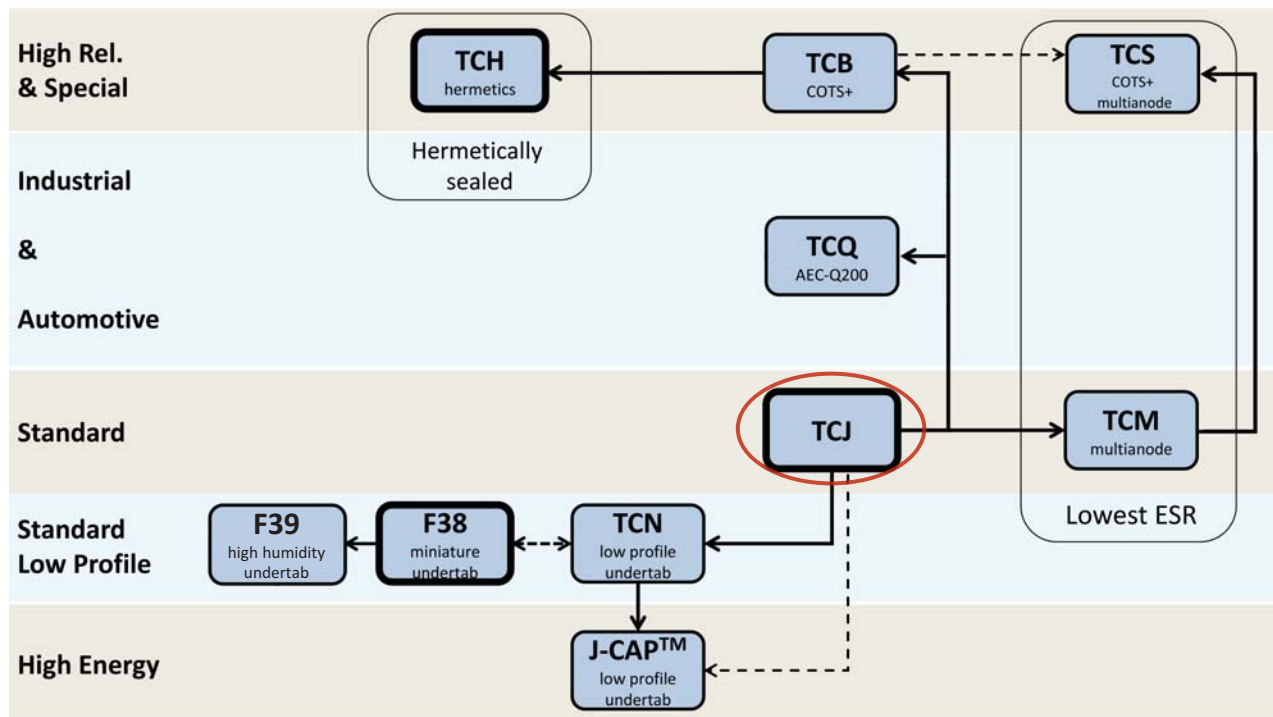 High Rel.
& Special
TCH
hermetics
Hermetically
sealed
TCB
COTS+
TCS
COTS+
multianode
Industrial
&
Automotive
TCQ
AEC-Q200
Standard
TCJ
TCM
multianode
Lowest ESR
Standard
Low Profile
F39
high humidity
undertab
F38
miniature
undertab
TCN
low profile
undertab
High Energy
J-CAP™
low profile
undertab